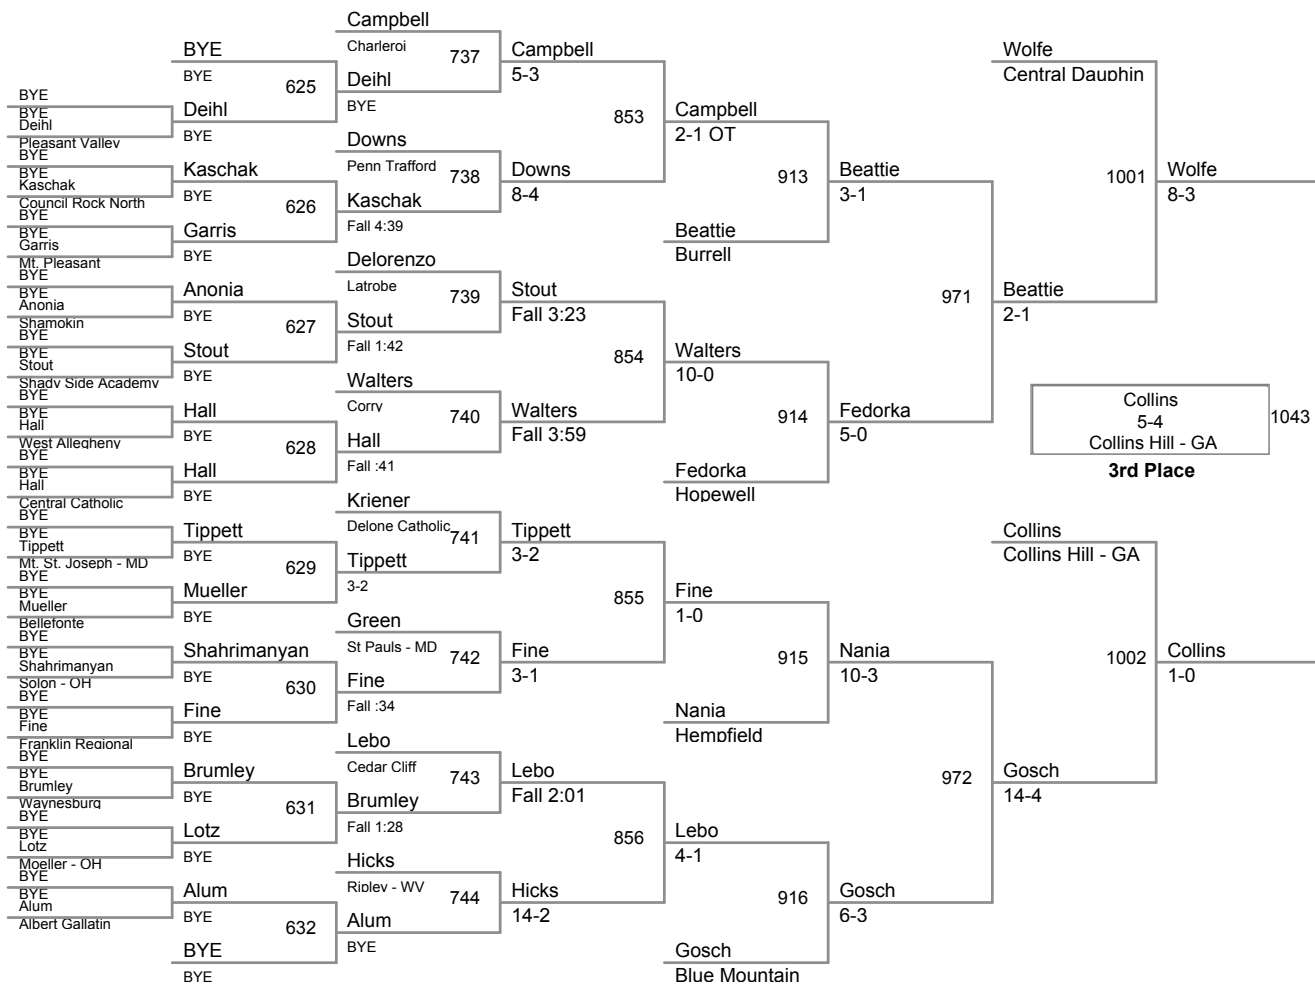 BYE
BYE
Deihl
Pleasant Valley
BYE
BYE
Kaschak
Council Rock North
BYE
BYE
Garris
Mt. Pleasant
BYE
BYE
Anonia
Shamokin
BYE
BYE
Stout
Shady Side Academy
BYE
BYE
Hall
West Allegheny
BYE
BYE
Hall
Central Catholic
BYE
BYE
Tippett
Mt. St. Joseph - MD
BYE
BYE
Mueller
Bellefonte
BYE
BYE
Shahrimanyan
Solon - OH
BYE
BYE
Fine
Franklin Regional
BYE
BYE
Brumley
Waynesburg
BYE
BYE
Lotz
Moeller - OH
BYE
BYE
Alum
Albert Gallatin
BYE
BYE
625
Deihl
BYE
Kaschak
BYE
626
Garris
BYE
Anonia
BYE
627
Stout
BYE
Hall
BYE
628
Hall
BYE
Tippett
BYE
629
Mueller
BYE
Shahrimanyan
BYE
630
Fine
BYE
Brumley
BYE
631
Lotz
BYE
Alum
BYE
632
BYE
BYE
Campbell
Charleroi
737
Deihl
BYE
Downs
Penn Trafford
738
Kaschak
Fall 4:39
Delorenzo
Latrobe
739
Stout
Fall 1:42
Walters
Corry
740
Hall
Fall :41
Kriener
Delone Catholic
741
Tippett
3-2
Green
St Pauls - MD
742
Fine
Fall :34
Lebo
Cedar Cliff
743
Brumley
Fall 1:28
Hicks
Ripley - WV
744
Alum
BYE
Campbell
5-3
853
Downs
8-4
Stout
Fall 3:23
854
Walters
Fall 3:59
Tippett
3-2
855
Fine
3-1
Lebo
Fall 2:01
856
Hicks
14-2
Campbell
2-1 OT
913
Beattie
Burrell
Walters
10-0
914
Fedorka
Hopewell
Fine
1-0
915
Nania
Hempfield
Lebo
4-1
916
Gosch
Blue Mountain
Beattie
3-1
971
Fedorka
5-0
Nania
10-3
972
Gosch
6-3
Wolfe
Central Dauphin
1001
Beattie
2-1
Collins
5-4
Collins Hill - GA
1043
3rd Place
Collins
Collins Hill - GA
1002
Gosch
14-4
Wolfe
8-3
Collins
1-0